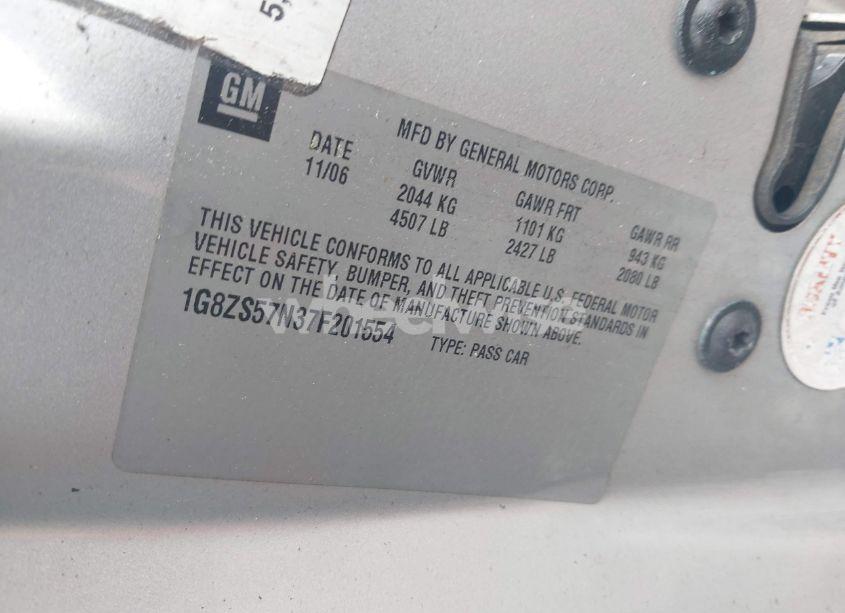 5,
GM
MFD BY GENERAL MOTORS CORP.
DATE GVWR GAWR FRT GAWR RR
11/06 2044 KG 1101 KG 943 KG
4507 LB 2427 LB 2080 LB
THIS VEHICLE CONFORMS TO ALL APPLICABLE U.S. FEDERAL MOTOR
VEHICLE SAFETY, BUMPER, AND THEFT PREVENTION STANDARDS IN
EFFECT ON THE DATE OF MANUFACTURE SHOWN ABOVE.
1G8ZS57N37F201554 TYPE: PASS CAR